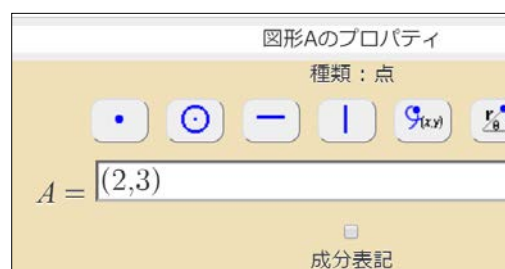 図形Aのプロパティ
種類:点
(x,y) r θ
A = (2,3)
成分表記